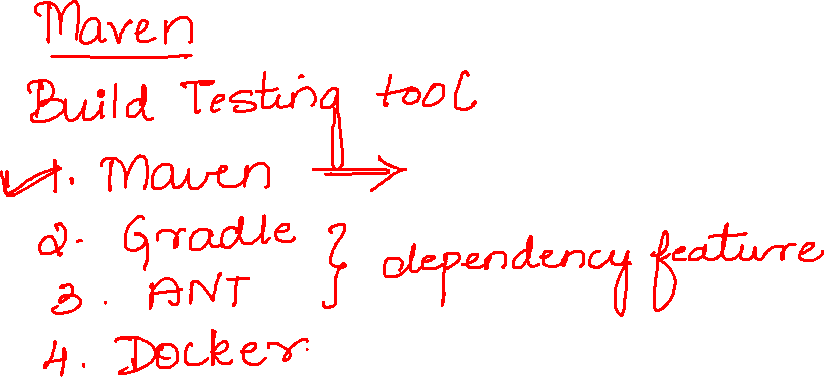 Maven
Build Testing tool
1. Maven
2. Gradle
3. ANT
dependency feature
4. Docker